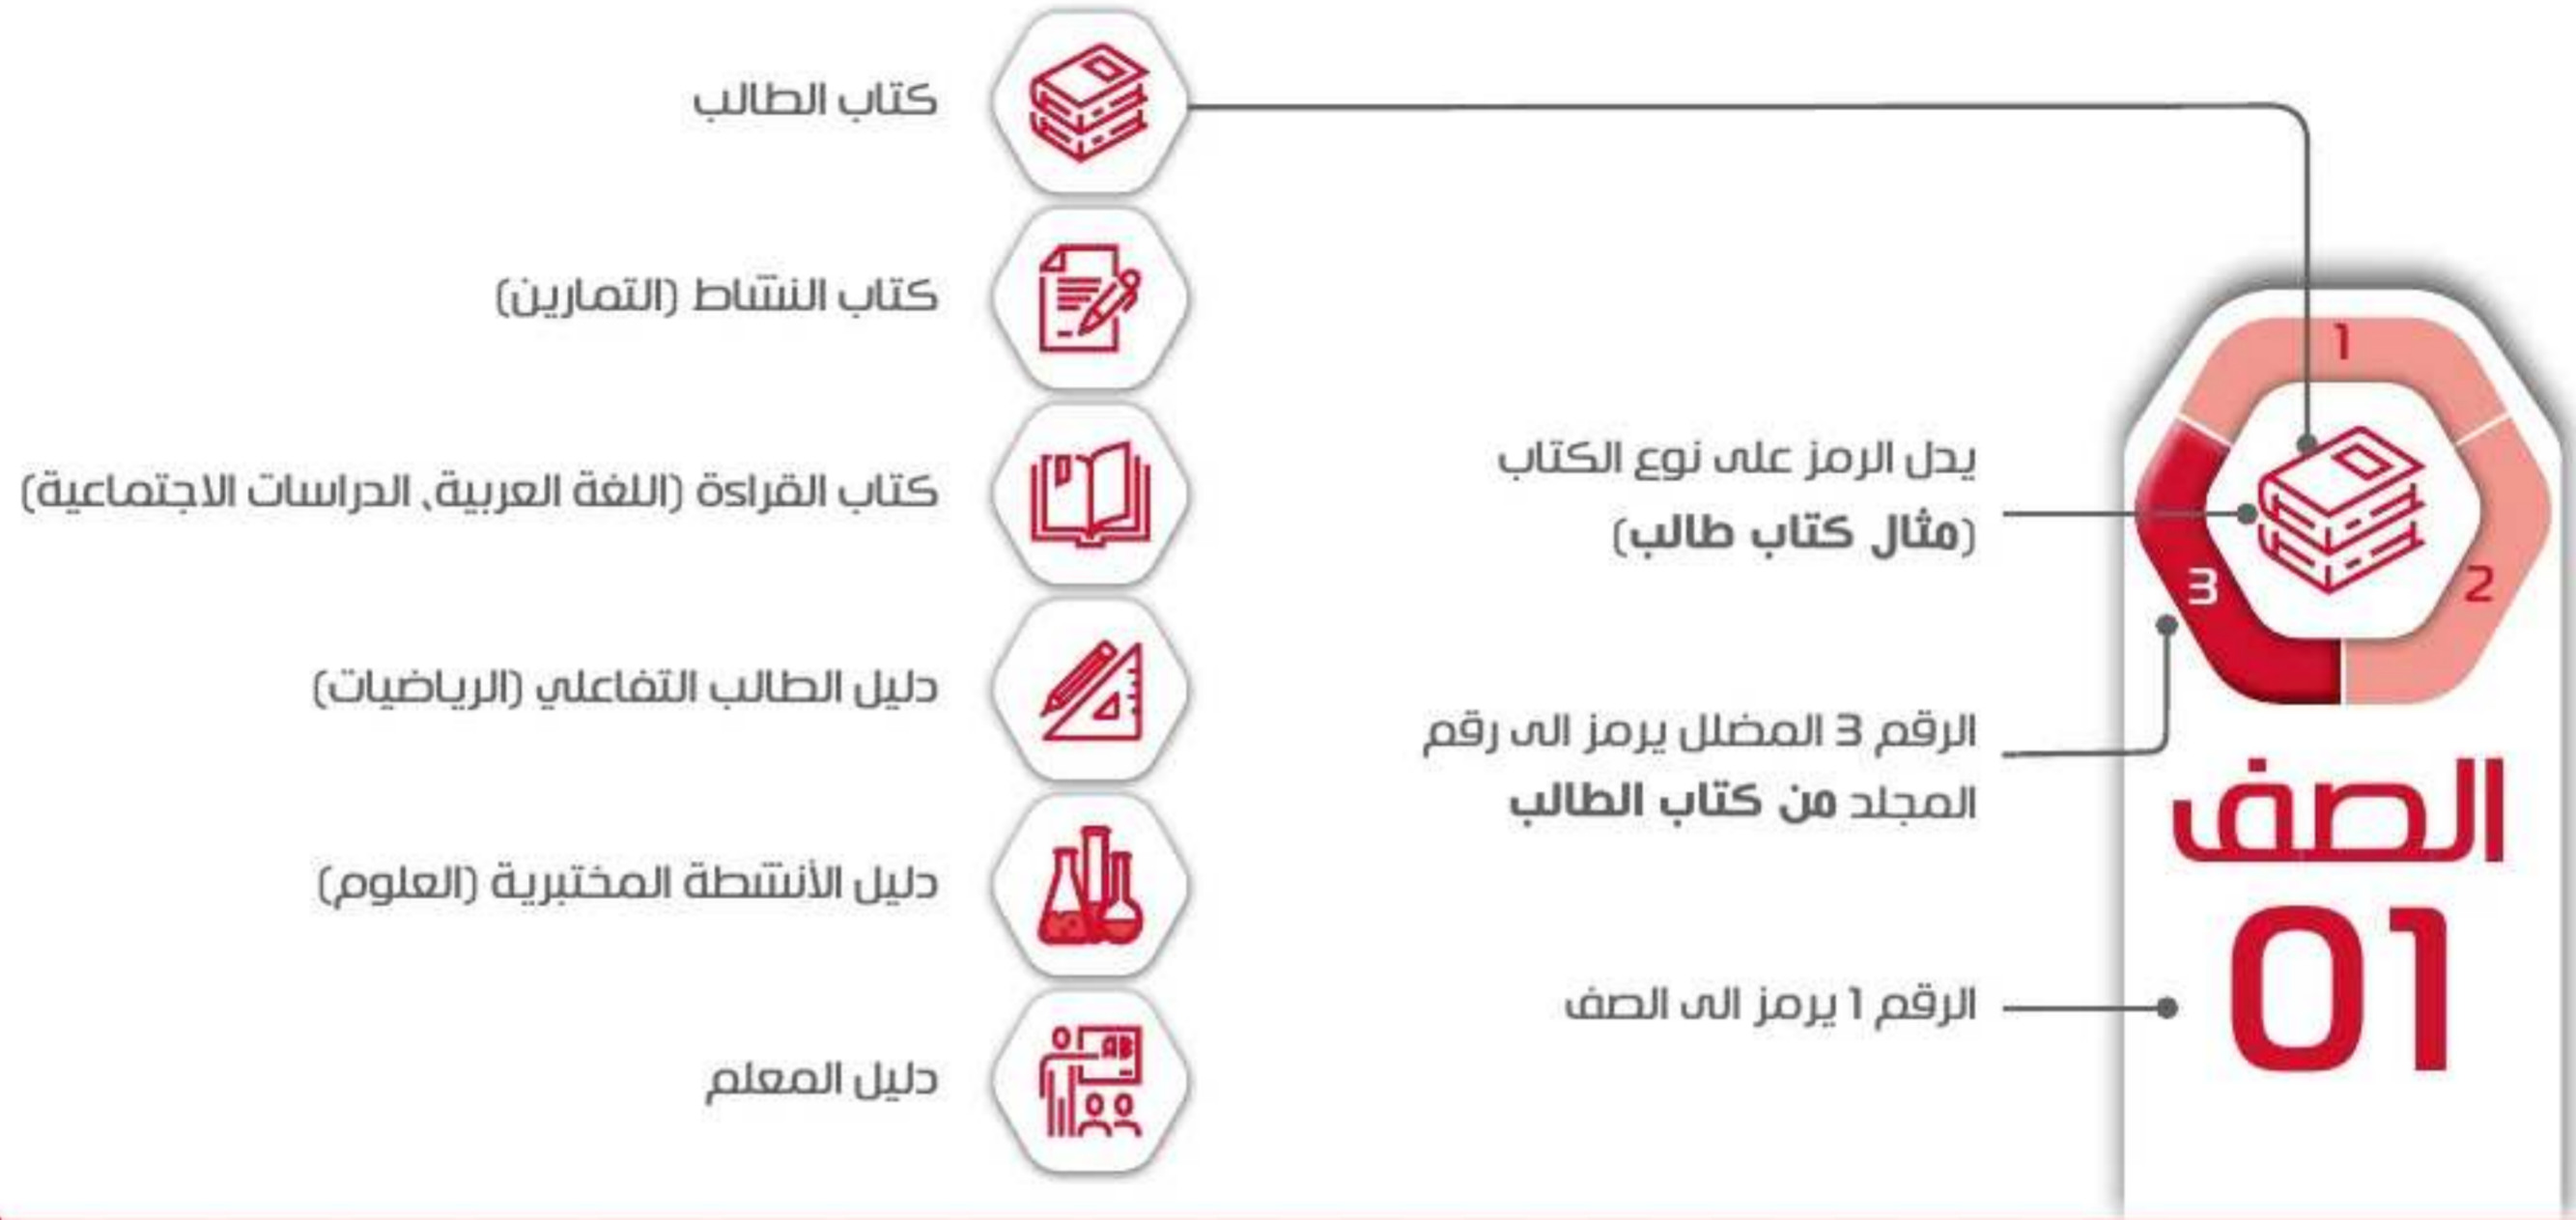 1
2
3
الصف
01
يدل الرمز على نوع الكتاب
(مثال كتاب طالب)
الرقم 3 المضلل يرمز الى رقم
المجلد من كتاب الطالب
الرقم 1 يرمز الى الصف
كتاب الطالب
كتاب النشاط (التمارين)
كتاب القراءة (اللغة العربية، الدراسات الاجتماعية)
دليل الطالب التفاعلي (الرياضيات)
دليل الأنشطة المختبرية (العلوم)
دليل المعلم
AB